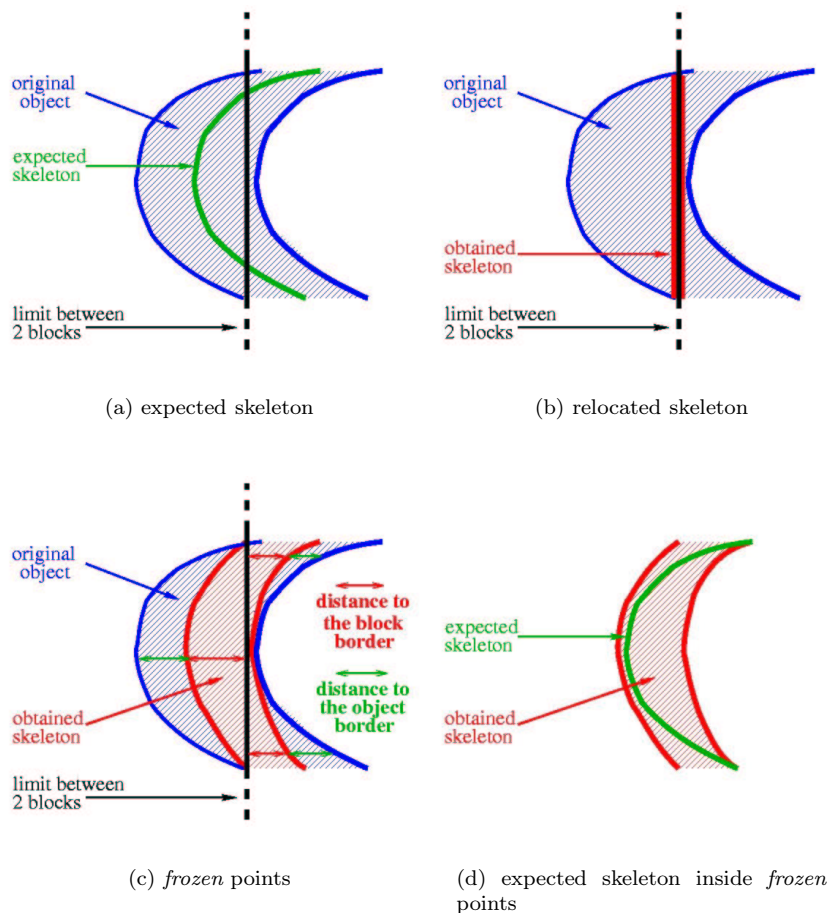 original
object
expected
skeleton
limit between
2 blocks
(a) expected skeleton
original
object
obtained
skeleton
limit between
2 blocks
(b) relocated skeleton
original
object
obtained
skeleton
limit between
2 blocks
distance to
the block
border
distance to
the object
border
(c) frozen points
expected
skeleton
obtained
skeleton
(d) expected skeleton inside frozen
points